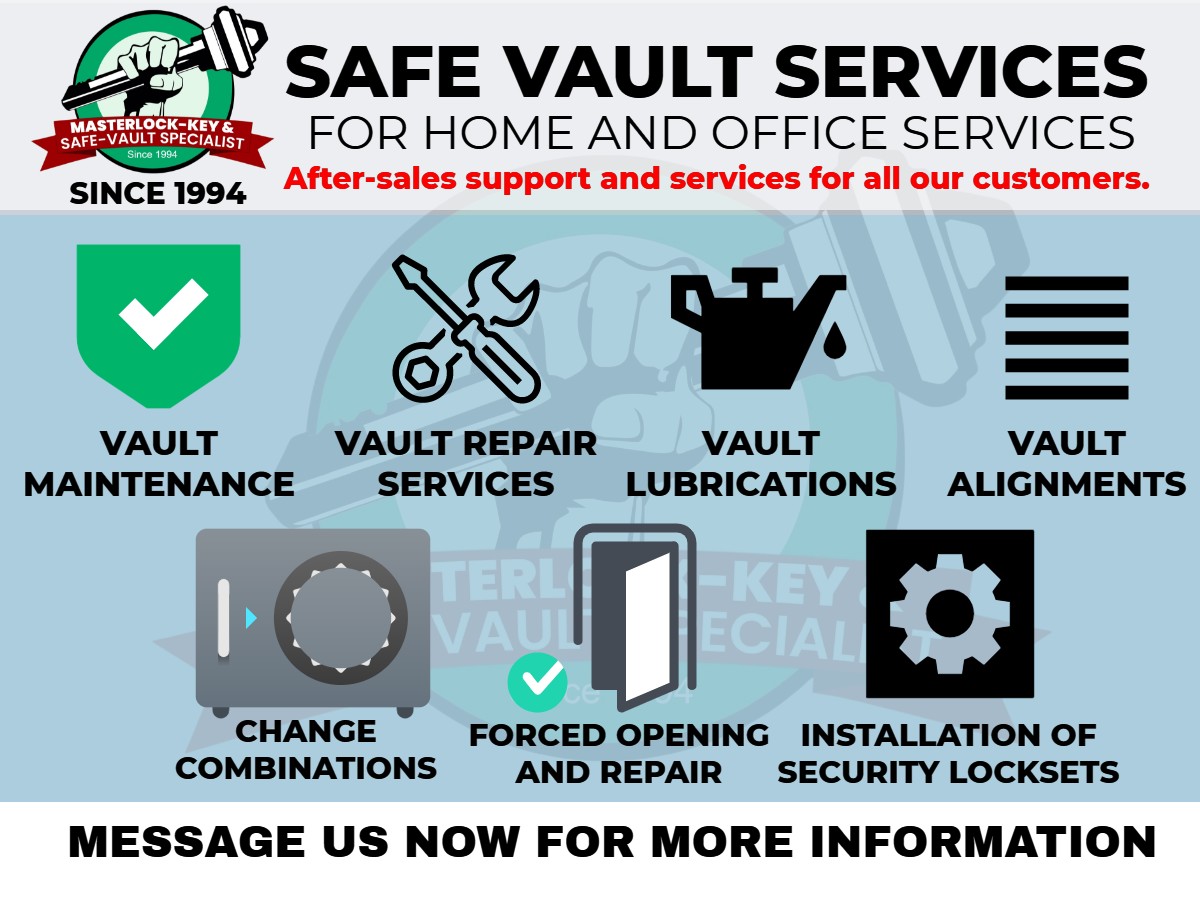 MASTERLOCK-KEY &
SAFE-VAULT SPECIALIST
Since 1994
SINCE 1994
SAFE VAULT SERVICES
FOR HOME AND OFFICE SERVICES
After-sales support and services for all our customers.
VAULT
MAINTENANCE
VAULT REPAIR
SERVICES
VAULT
LUBRICATIONS
VAULT
ALIGNMENTS
CHANGE
COMBINATIONS
FORCED OPENING
AND REPAIR
INSTALLATION OF
SECURITY LOCKSETS
MESSAGE US NOW FOR MORE INFORMATION